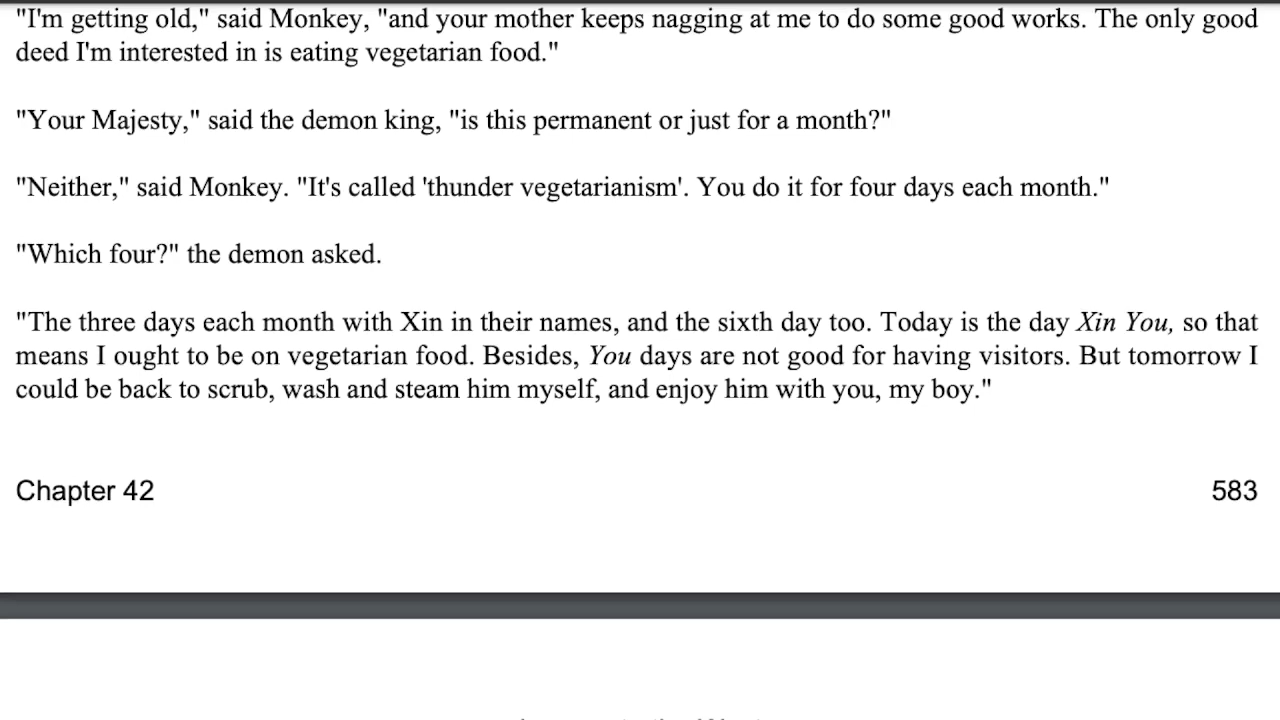 "I'm getting old," said Monkey, "and your mother keeps nagging at me to do some good works. The only good
deed I'm interested in is eating vegetarian food."
"Your Majesty," said the demon king, "is this permanent or just for a month?"
"Neither," said Monkey. "It's called 'thunder vegetarianism'. You do it for four days each month."
"Which four?" the demon asked.
"The three days each month with Xin in their names, and the sixth day too. Today is the day Xin You, so that
means I ought to be on vegetarian food. Besides, You days are not good for having visitors. But tomorrow I
could be back to scrub, wash and steam him myself, and enjoy him with you, my boy."
Chapter 42
583